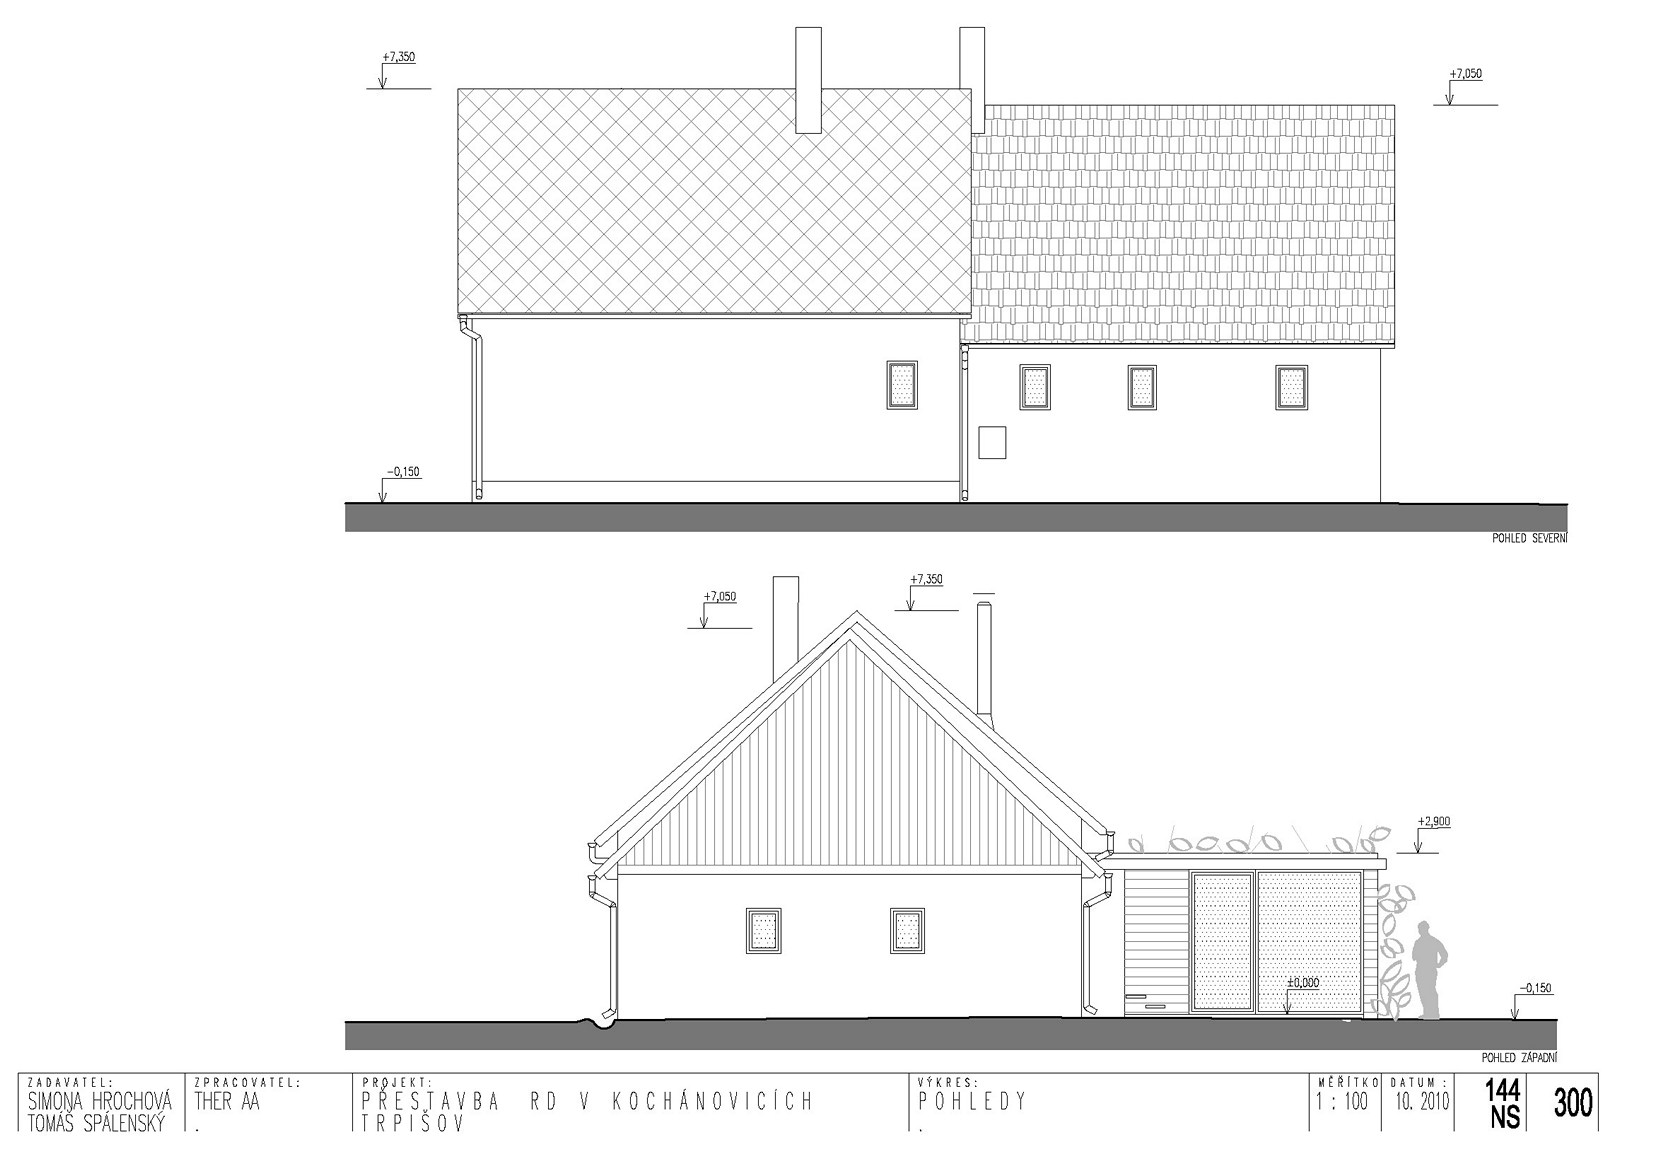 +7,350
+7,050
-0,150
POHLED SEVERNÍ
+7,050
+7,350
+2,900
±0,000
-0,150
POHLED ZÁPADNÍ
ZADAVATEL:
SIMONA HROCHOVÁ
TOMÁŠ SPÁLENSKÝ
ZPRACOVATEL:
THER AA
.
PROJEKT:
PŘESTAVBA RD V KOCHÁNOVICÍCH
TRPIŠOV
VÝKRES:
POHLEDY
.
MĚŘÍTKO
1 : 100
DATUM :
10. 2010
144
NS
300